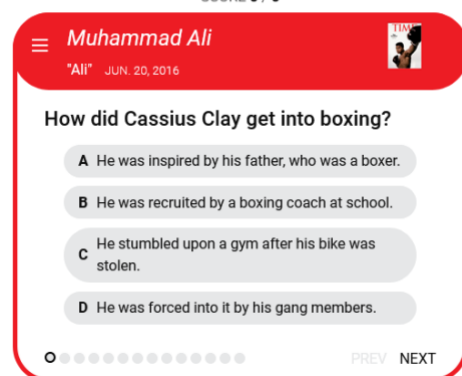 Muhammad Ali
"Ali" JUN. 20, 2016
TIME
How did Cassius Clay get into boxing?
A He was inspired by his father, who was a boxer.
B He was recruited by a boxing coach at school.
C He stumbled upon a gym after his bike was
stolen.
D He was forced into it by his gang members.
PREV NEXT